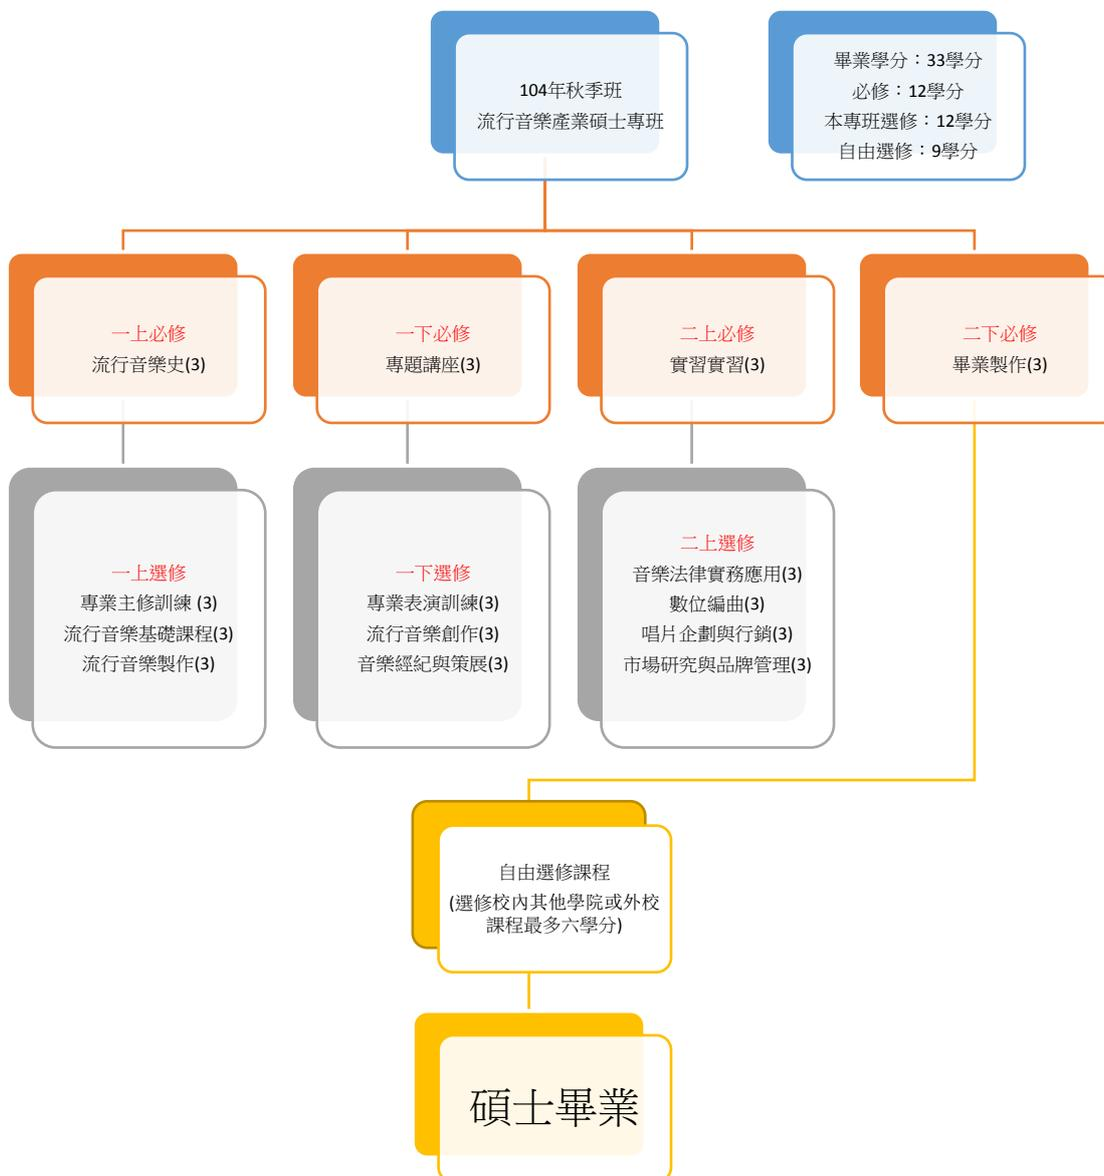 104年秋季班
流行音樂產業碩士專班
畢業學分：33學分
必修：12學分
本專班選修：12學分
自由選修：9學分
一上必修
流行音樂史(3)
一下必修
專題講座(3)
二上必修
實習實習(3)
二下必修
畢業製作(3)
一上選修
專業主修訓練 (3)
流行音樂基礎課程(3)
流行音樂製作(3)
一下選修
專業表演訓練(3)
流行音樂創作(3)
音樂經紀與策展(3)
二上選修
音樂法律實務應用(3)
數位編曲(3)
唱片企劃與行銷(3)
市場研究與品牌管理(3)
自由選修課程
(選修校內其他學院或外校
課程最多六學分)
碩士畢業